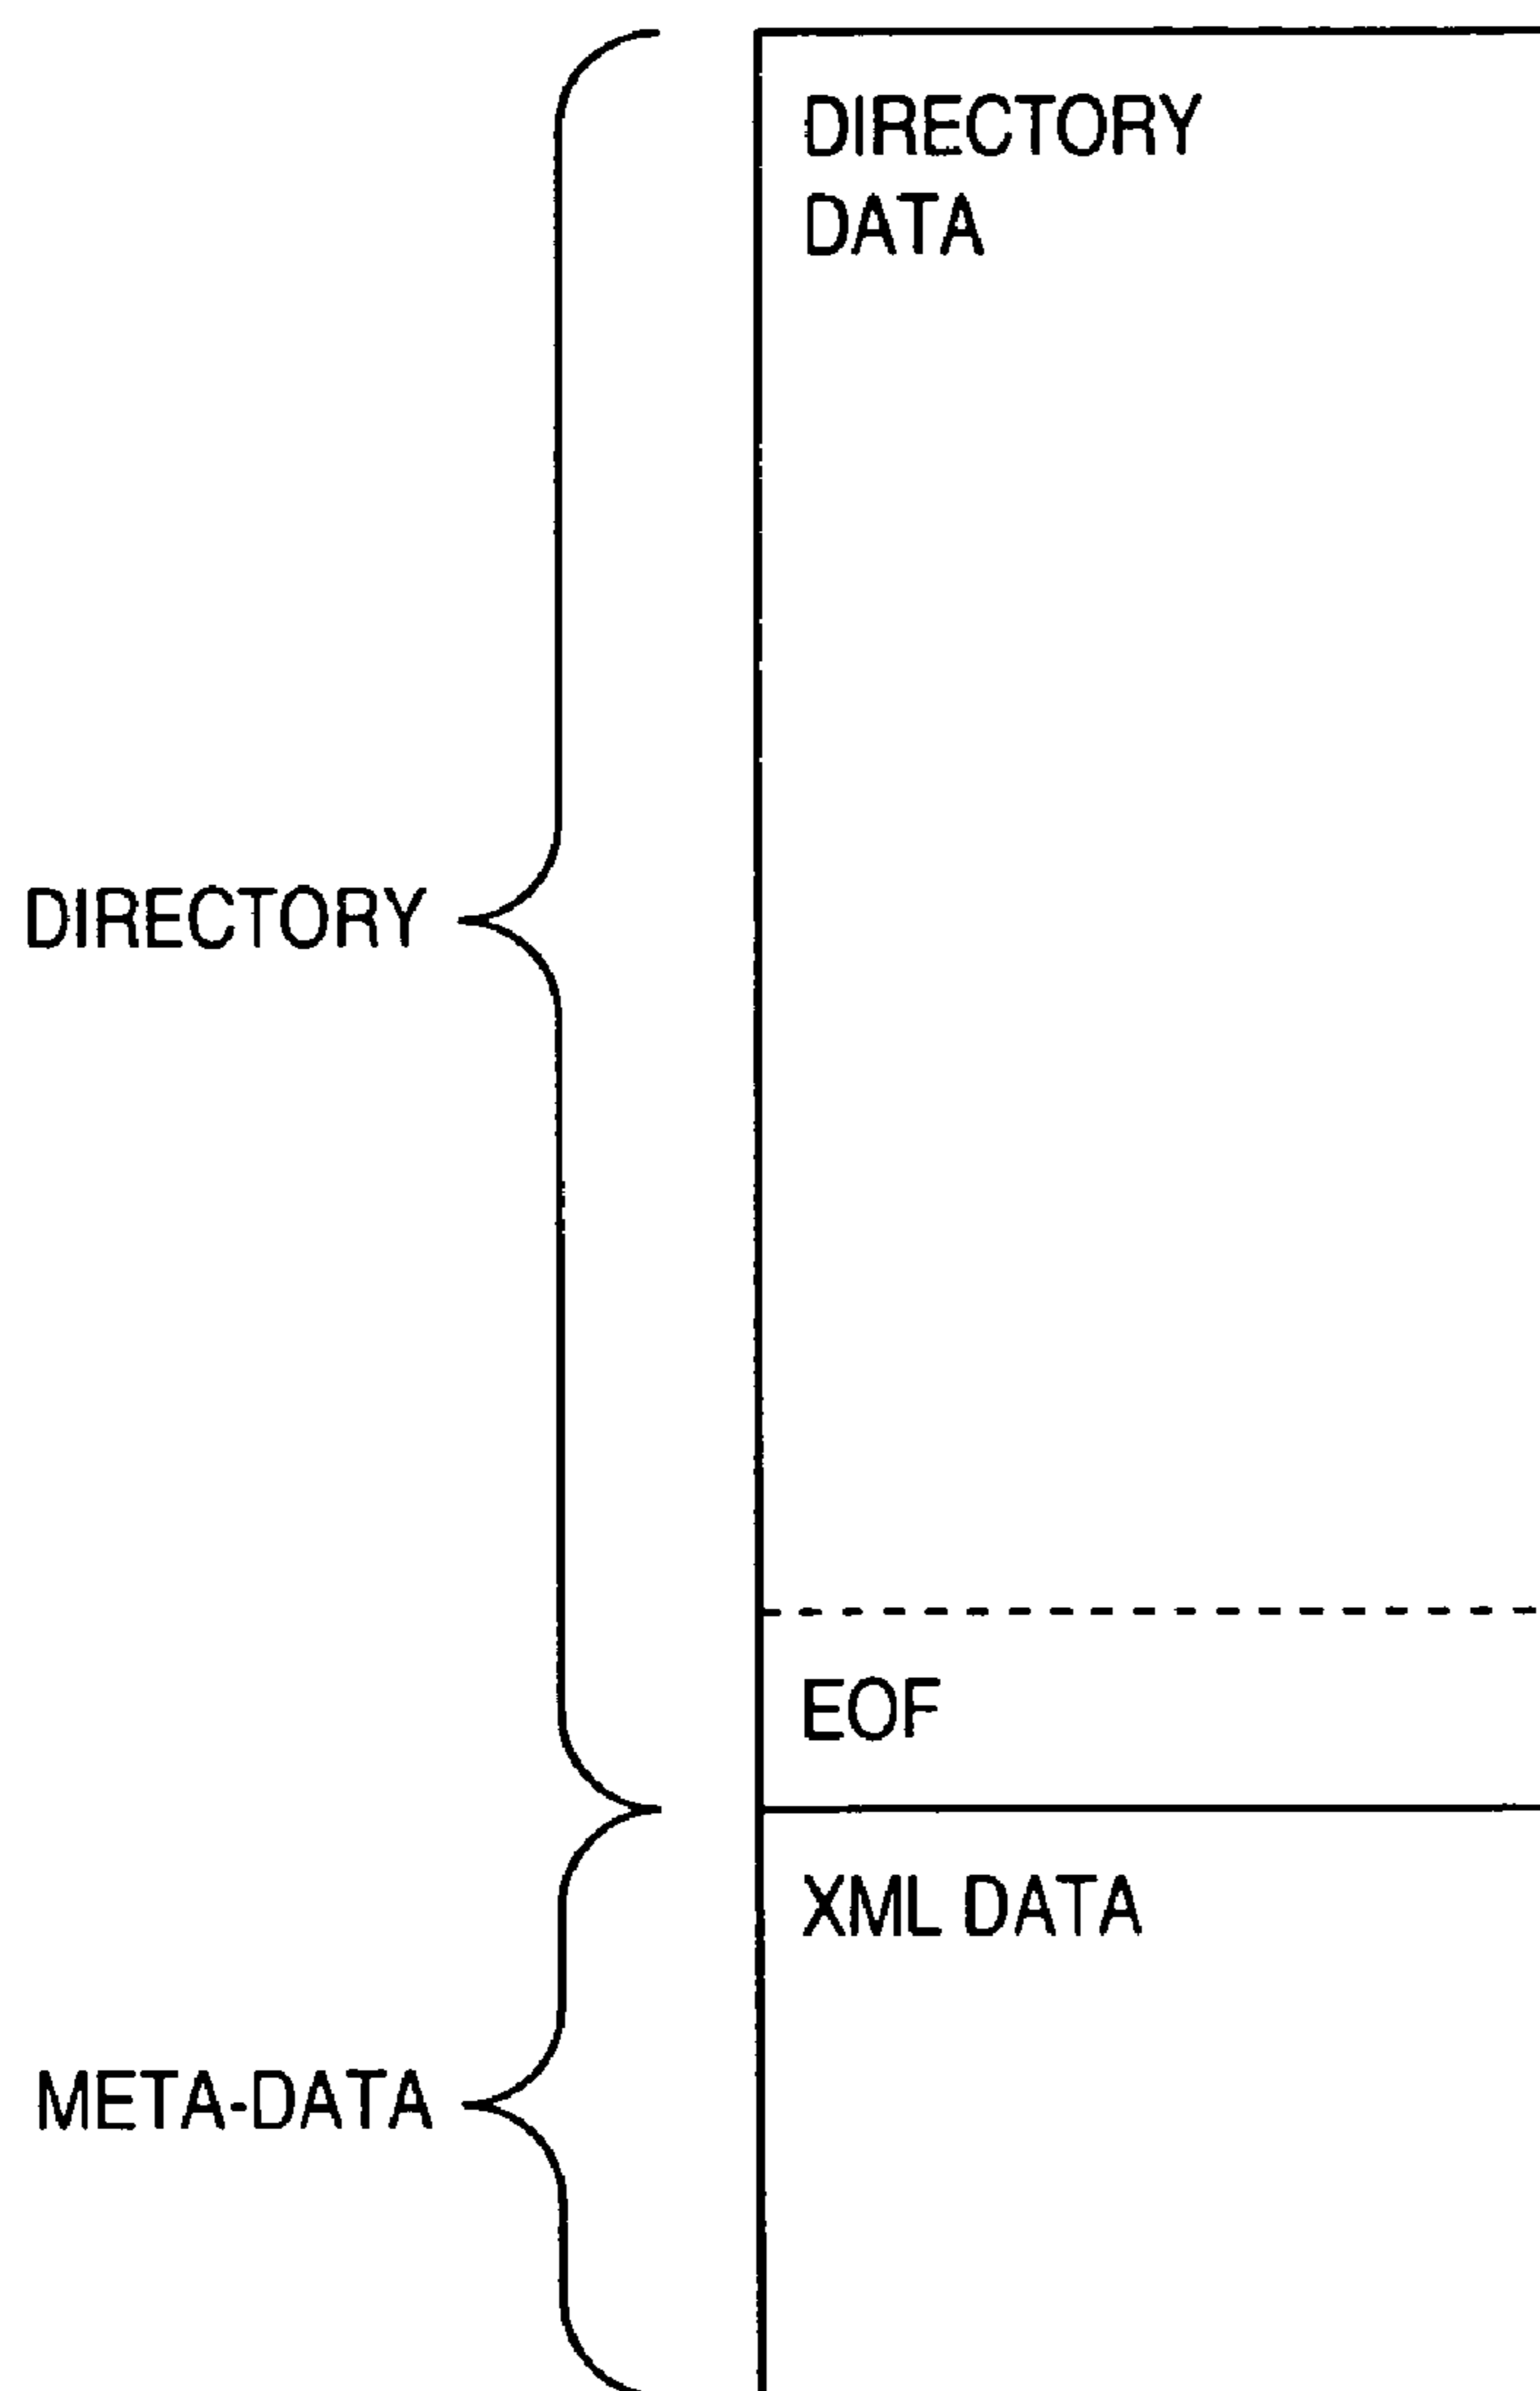 DIRECTORY
DATA
DIRECTORY
EOF
XML DATA
META-DATA